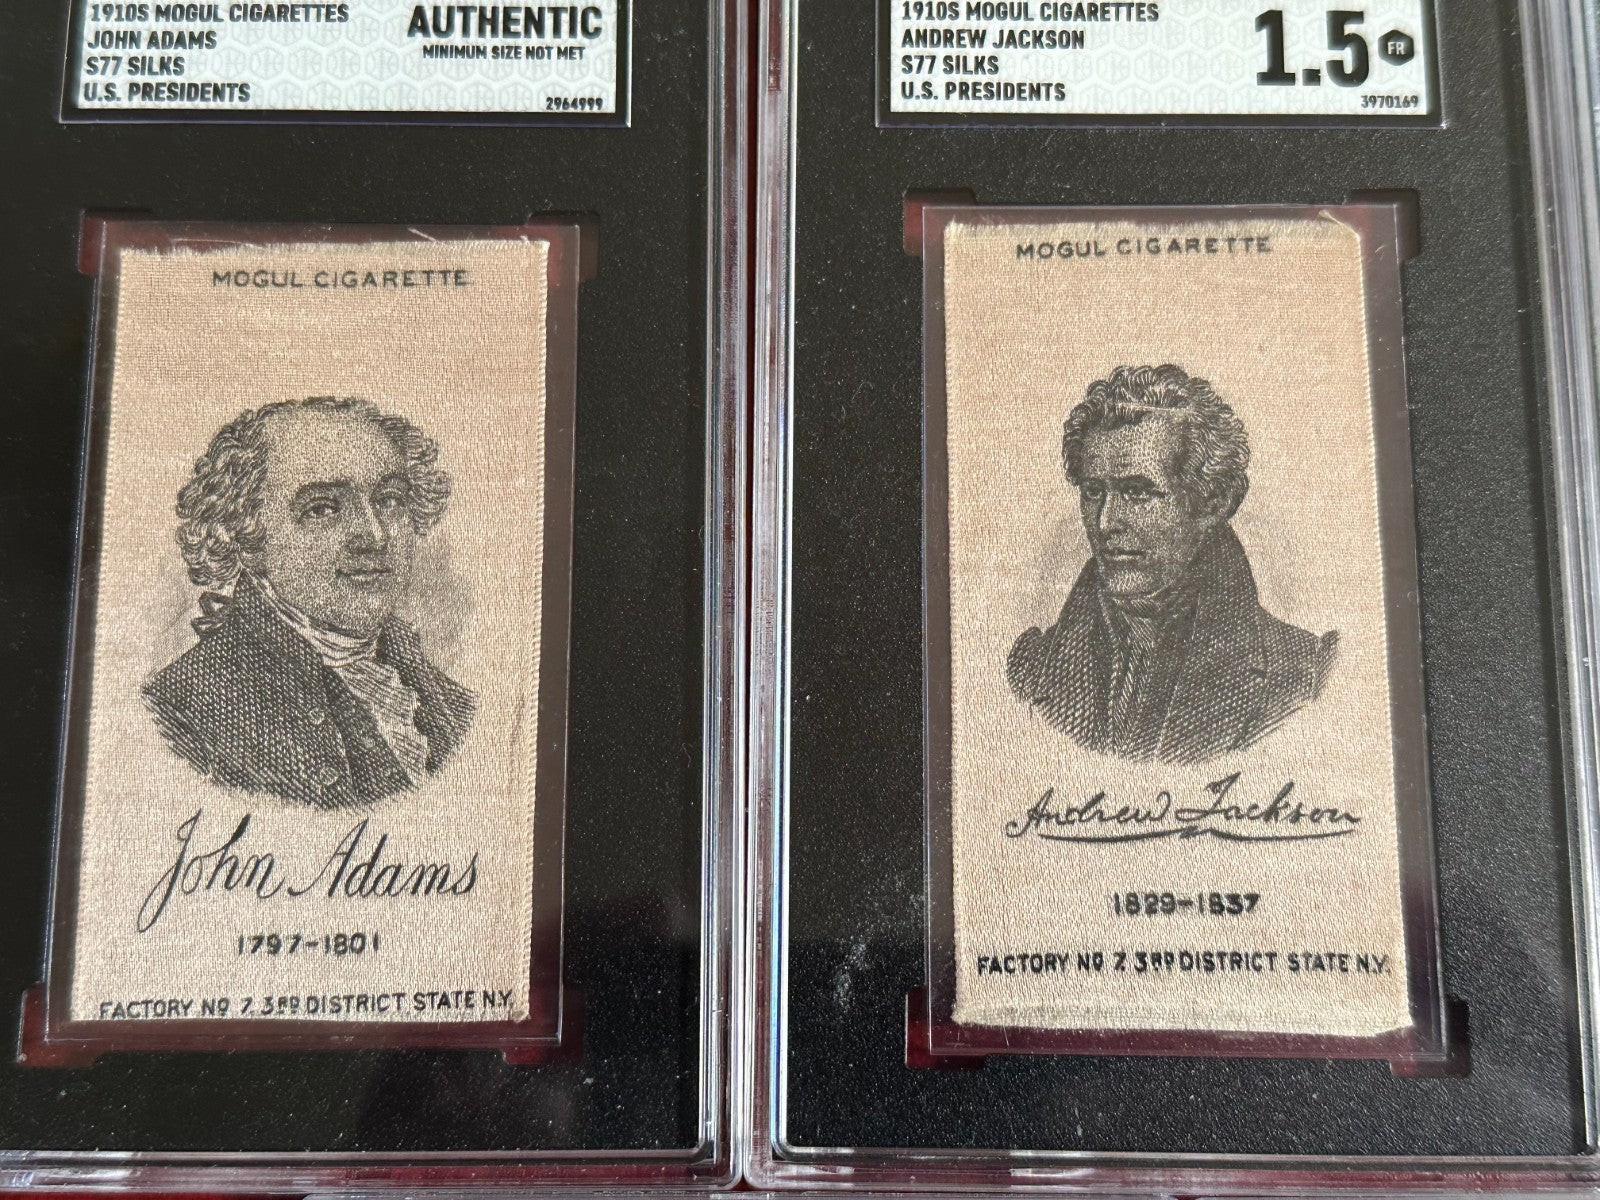 1910S MOGUL CIGARETTES
JOHN ADAMS
S77 SILKS
U.S. PRESIDENTS
AUTHENTIC
MINIMUM SIZE NOT MET
2964999
MOGUL CIGARETTE
John Adams
1797-1801
FACTORY NO 7 3RD DISTRICT STATE N.Y.
1910S MOGUL CIGARETTES
ANDREW JACKSON
S77 SILKS
U.S. PRESIDENTS
1.5 FR
3970169
MOGUL CIGARETTE
Andrew Jackson
1829-1837
FACTORY NO 7 3RD DISTRICT STATE N.Y.